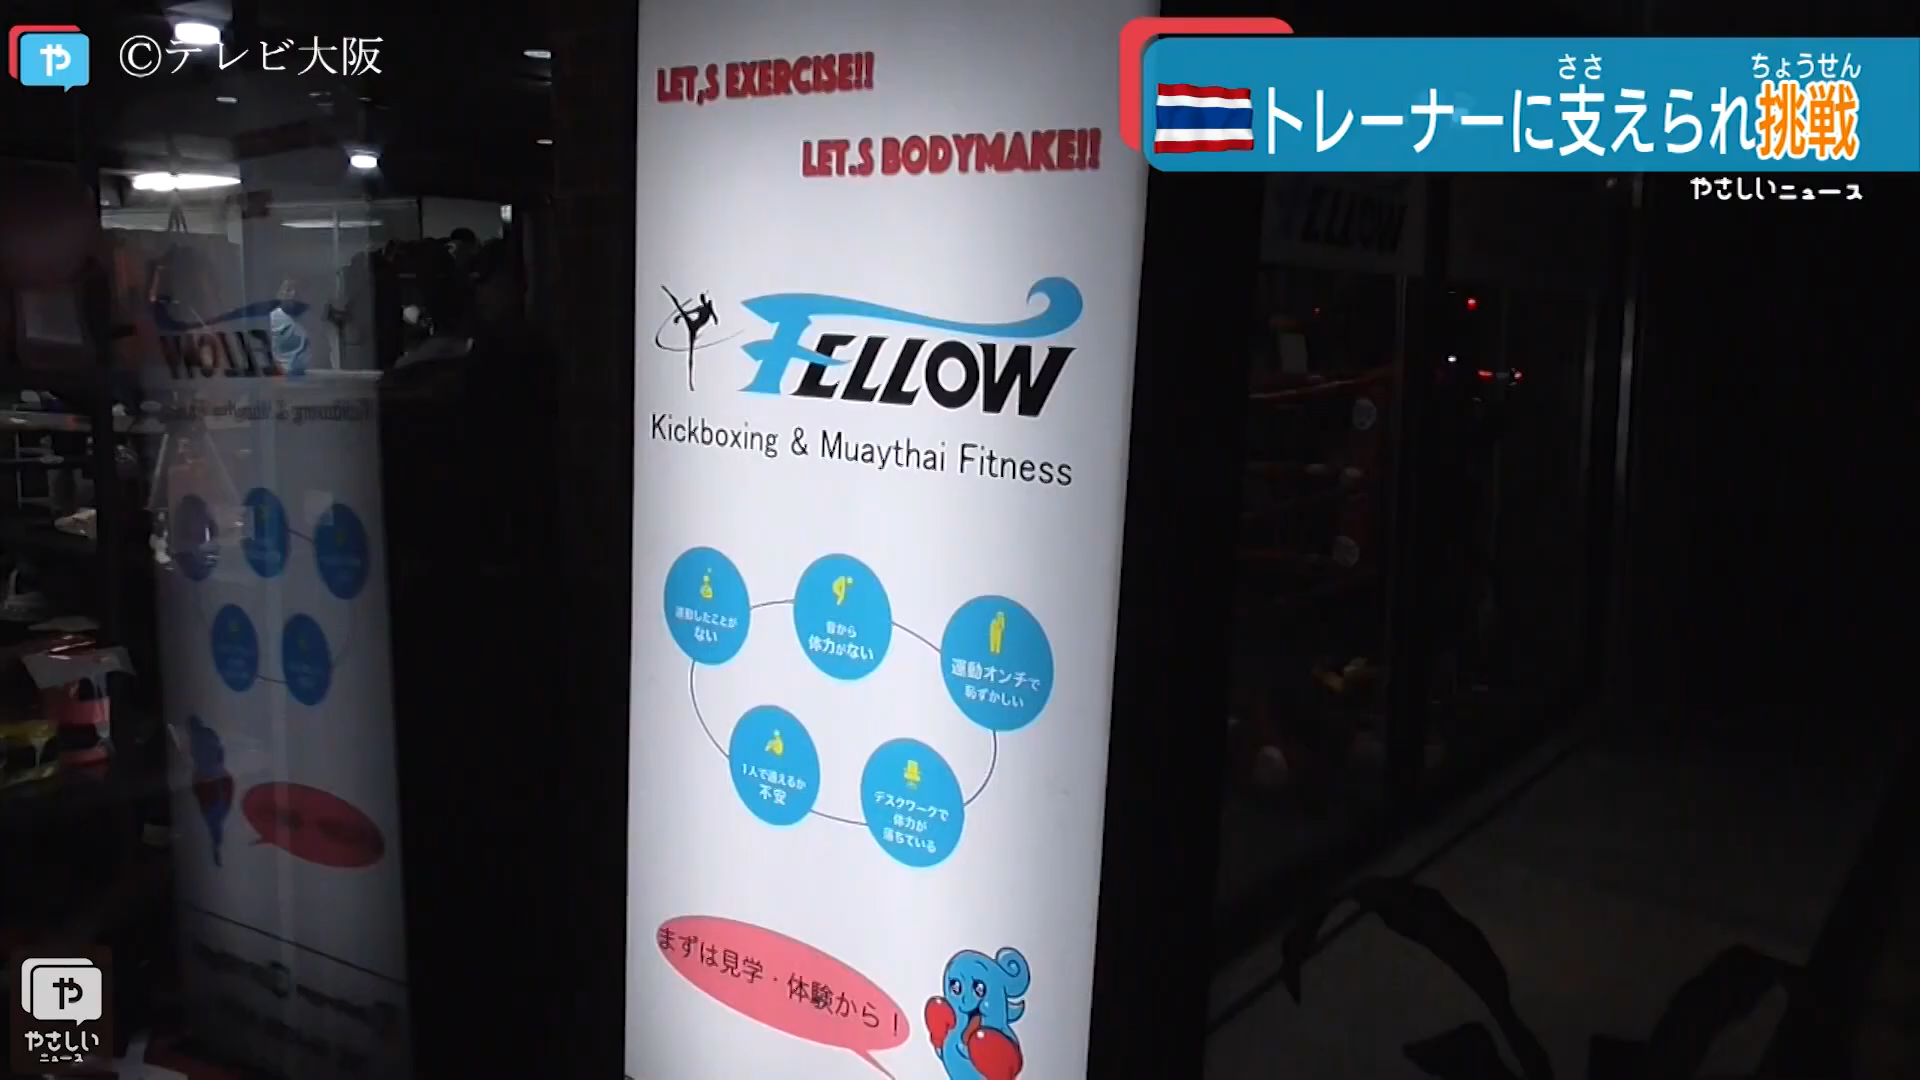 や
©テレビ大阪
ささ
ちょうせん
トレーナーに支えられ挑戦
やさしいニュース
LET,S EXERCISE!!
LET.S BODYMAKE!!
FELLOW
Kickboxing & Muaythai Fitness
運動したことが
ない
昔から
体力がない
運動オンチで
恥ずかしい
1人で通えるか
不安
デスクワークで
体力が
落ちている
まずは見学・体験から！
や
やさしい
ニュース
FELLOW
FELLOW